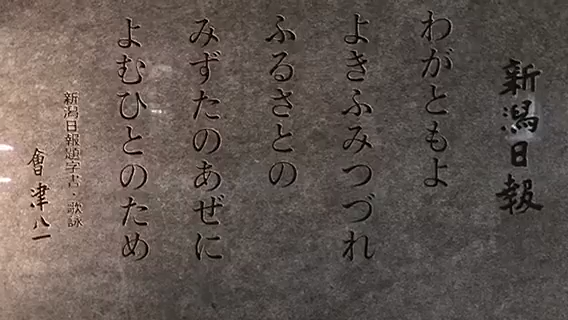 新潟日報
わがともよ
よきふみつづれ
ふるさとの
みずたのあぜに
よむひとのため
新潟日報題字書・歌詠
會津八一